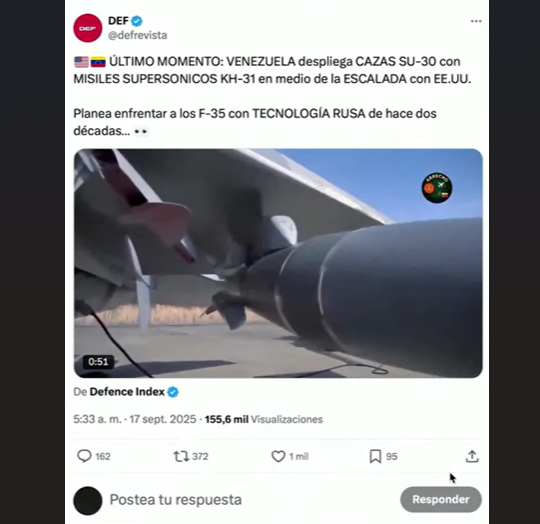 DEF
DEF
@defrevista
ÚLTIMO MOMENTO: VENEZUELA despliega CAZAS SU-30 con
MISILES SUPERSONICOS KH-31 en medio de la ESCALADA con EE.UU.
Planea enfrentar a los F-35 con TECNOLOGÍA RUSA de hace dos
décadas...
0:51
De Defence Index
5:33 a. m. · 17 sept. 2025 · 155,6 mil Visualizaciones
162
372
1 mil
95
Postea tu respuesta
Responder